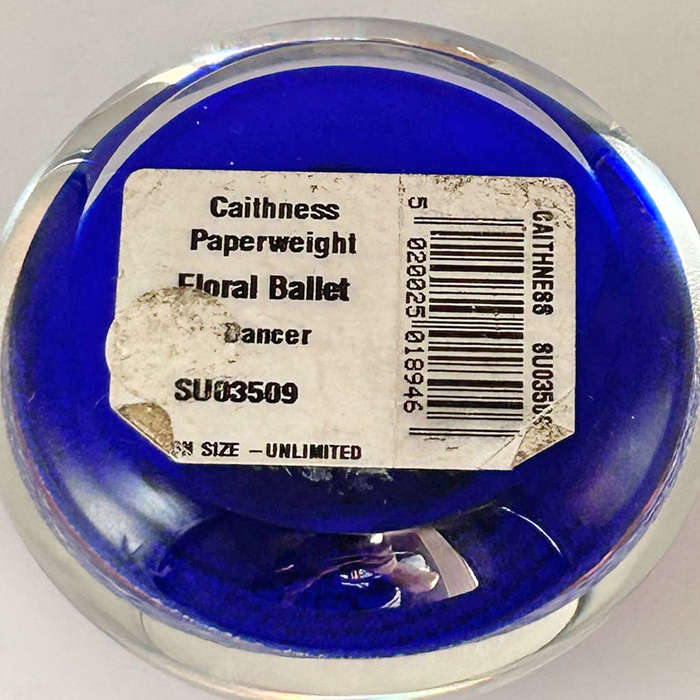 Caithness
Paperweight
Floral Ballet
Dancer
SU03509
SIZE – UNLIMITED
5 020025 018946
CAITHNESS